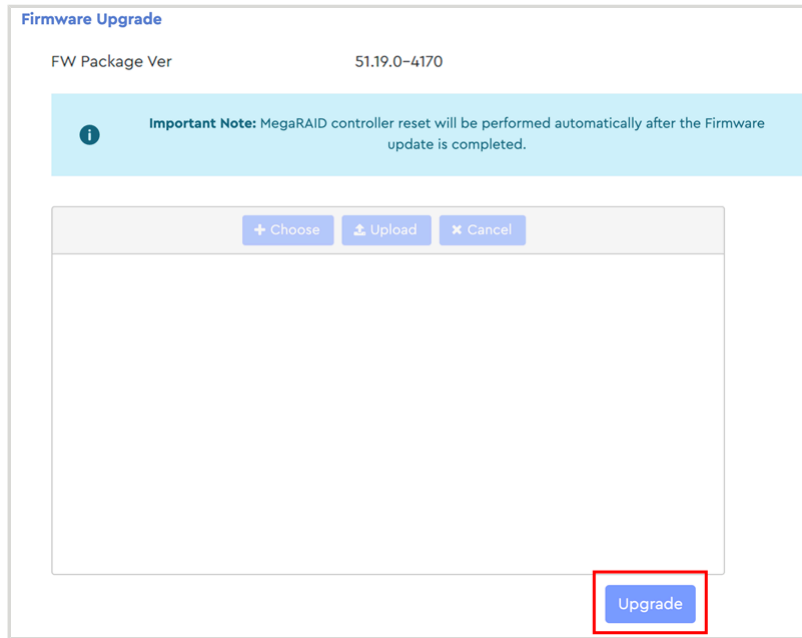 Firmware Upgrade
FW Package Ver 51.19.0-4170
Important Note: MegaRAID controller reset will be performed automatically after the Firmware
update is completed.
Choose Upload Cancel
Upgrade